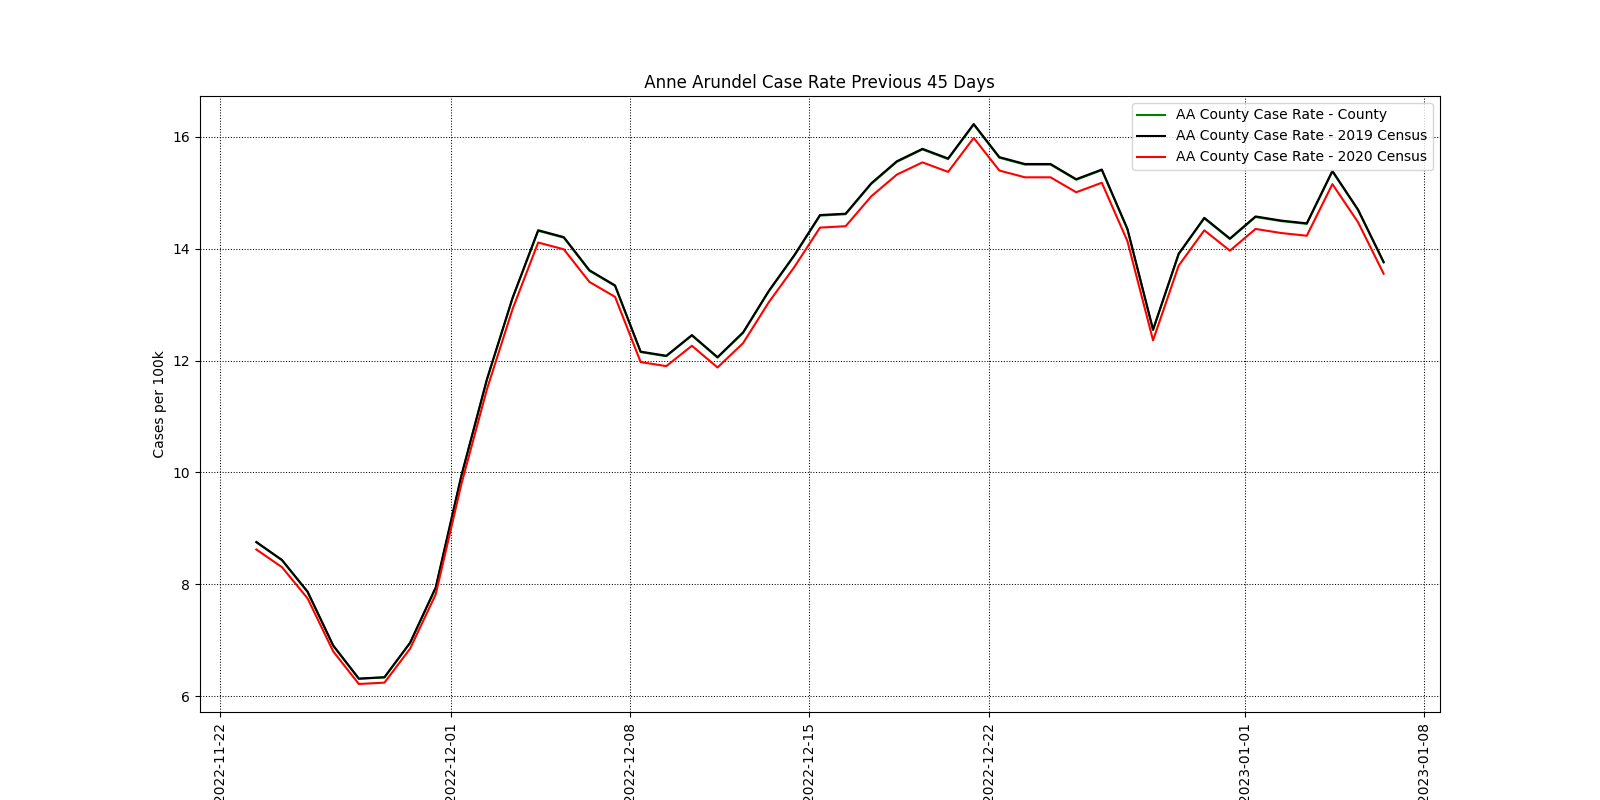 Anne Arundel Case Rate Previous 45 Days
AA County Case Rate - County
AA County Case Rate - 2019 Census
AA County Case Rate - 2020 Census
Cases per 100k
16
14
12
10
8
6
2022-11-22
2022-12-01
2022-12-08
2022-12-15
2022-12-22
2023-01-01
2023-01-08